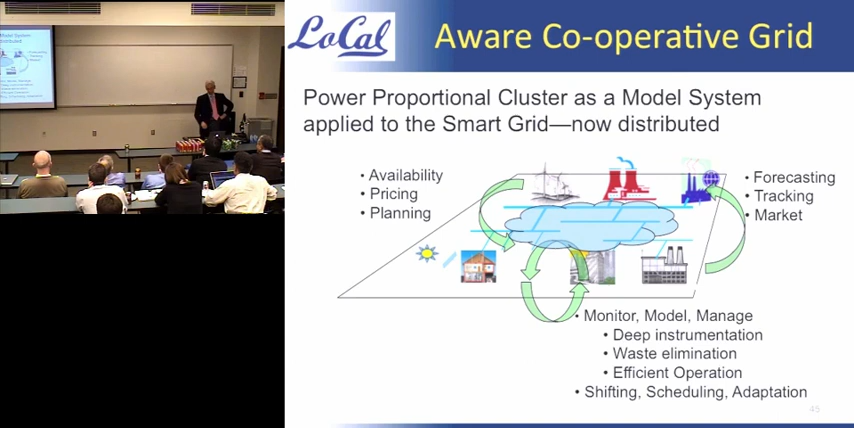 LoCal
Aware Co-operative Grid
Power Proportional Cluster as a Model System
applied to the Smart Grid—now distributed
• Availability
• Pricing
• Planning
• Forecasting
• Tracking
• Market
• Monitor, Model, Manage
• Deep instrumentation
• Waste elimination
• Efficient Operation
• Shifting, Scheduling, Adaptation
45